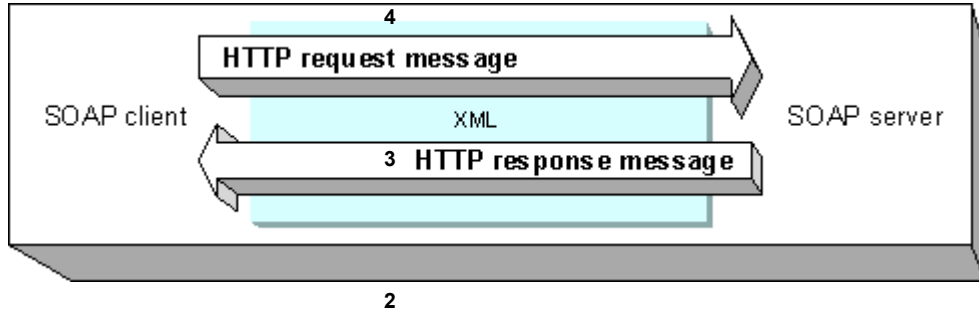 4
HTTP request message
SOAP client
XML
SOAP server
3 HTTP response message
2